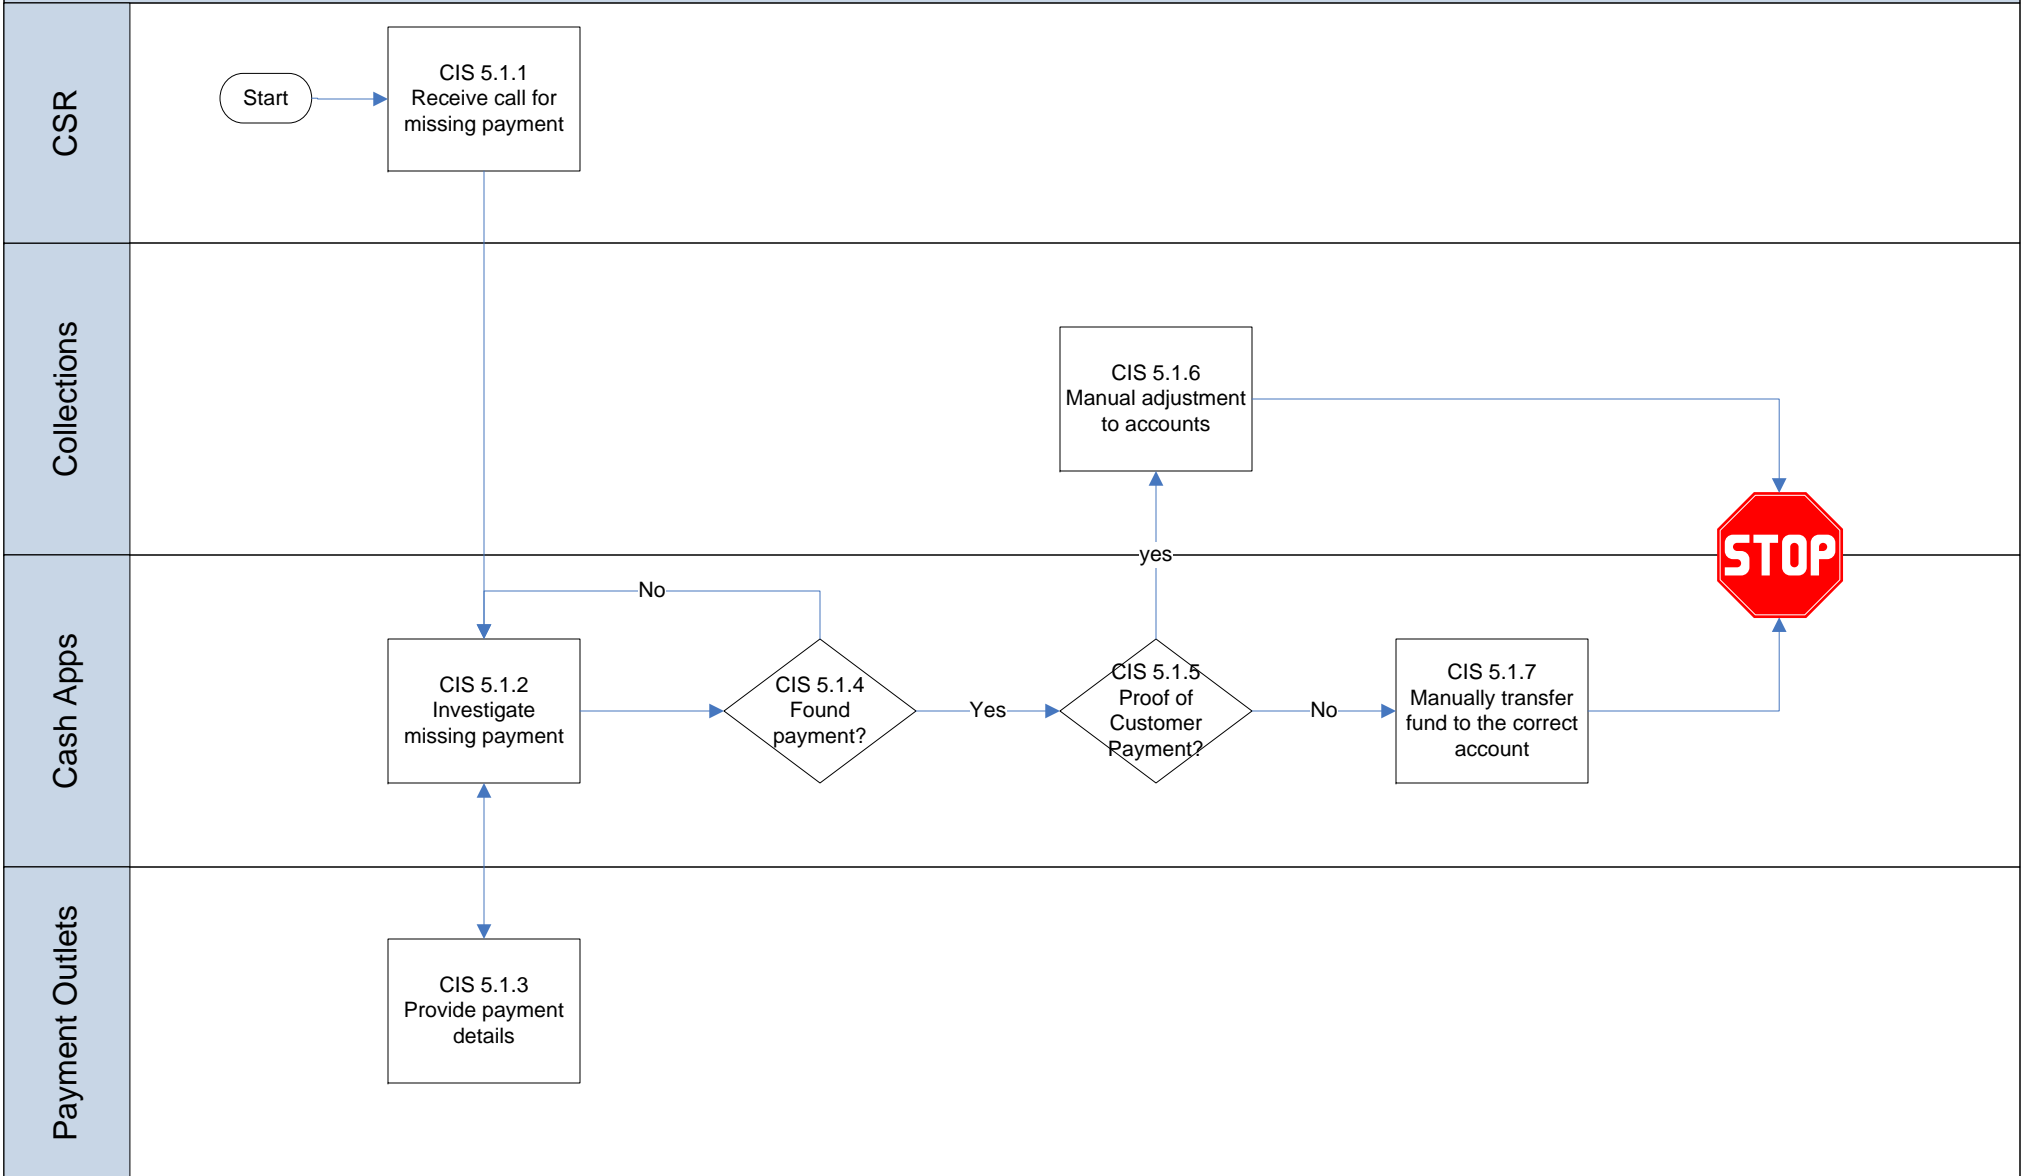 CSR
Start
CIS 5.1.1
Receive call for
missing payment
Collections
CIS 5.1.6
Manual adjustment
to accounts
yes
STOP
Cash Apps
No
CIS 5.1.2
Investigate
missing payment
CIS 5.1.4
Found
payment?
Yes
CIS 5.1.5
Proof of
Customer
Payment?
No
CIS 5.1.7
Manually transfer
fund to the correct
account
Payment Outlets
CIS 5.1.3
Provide payment
details